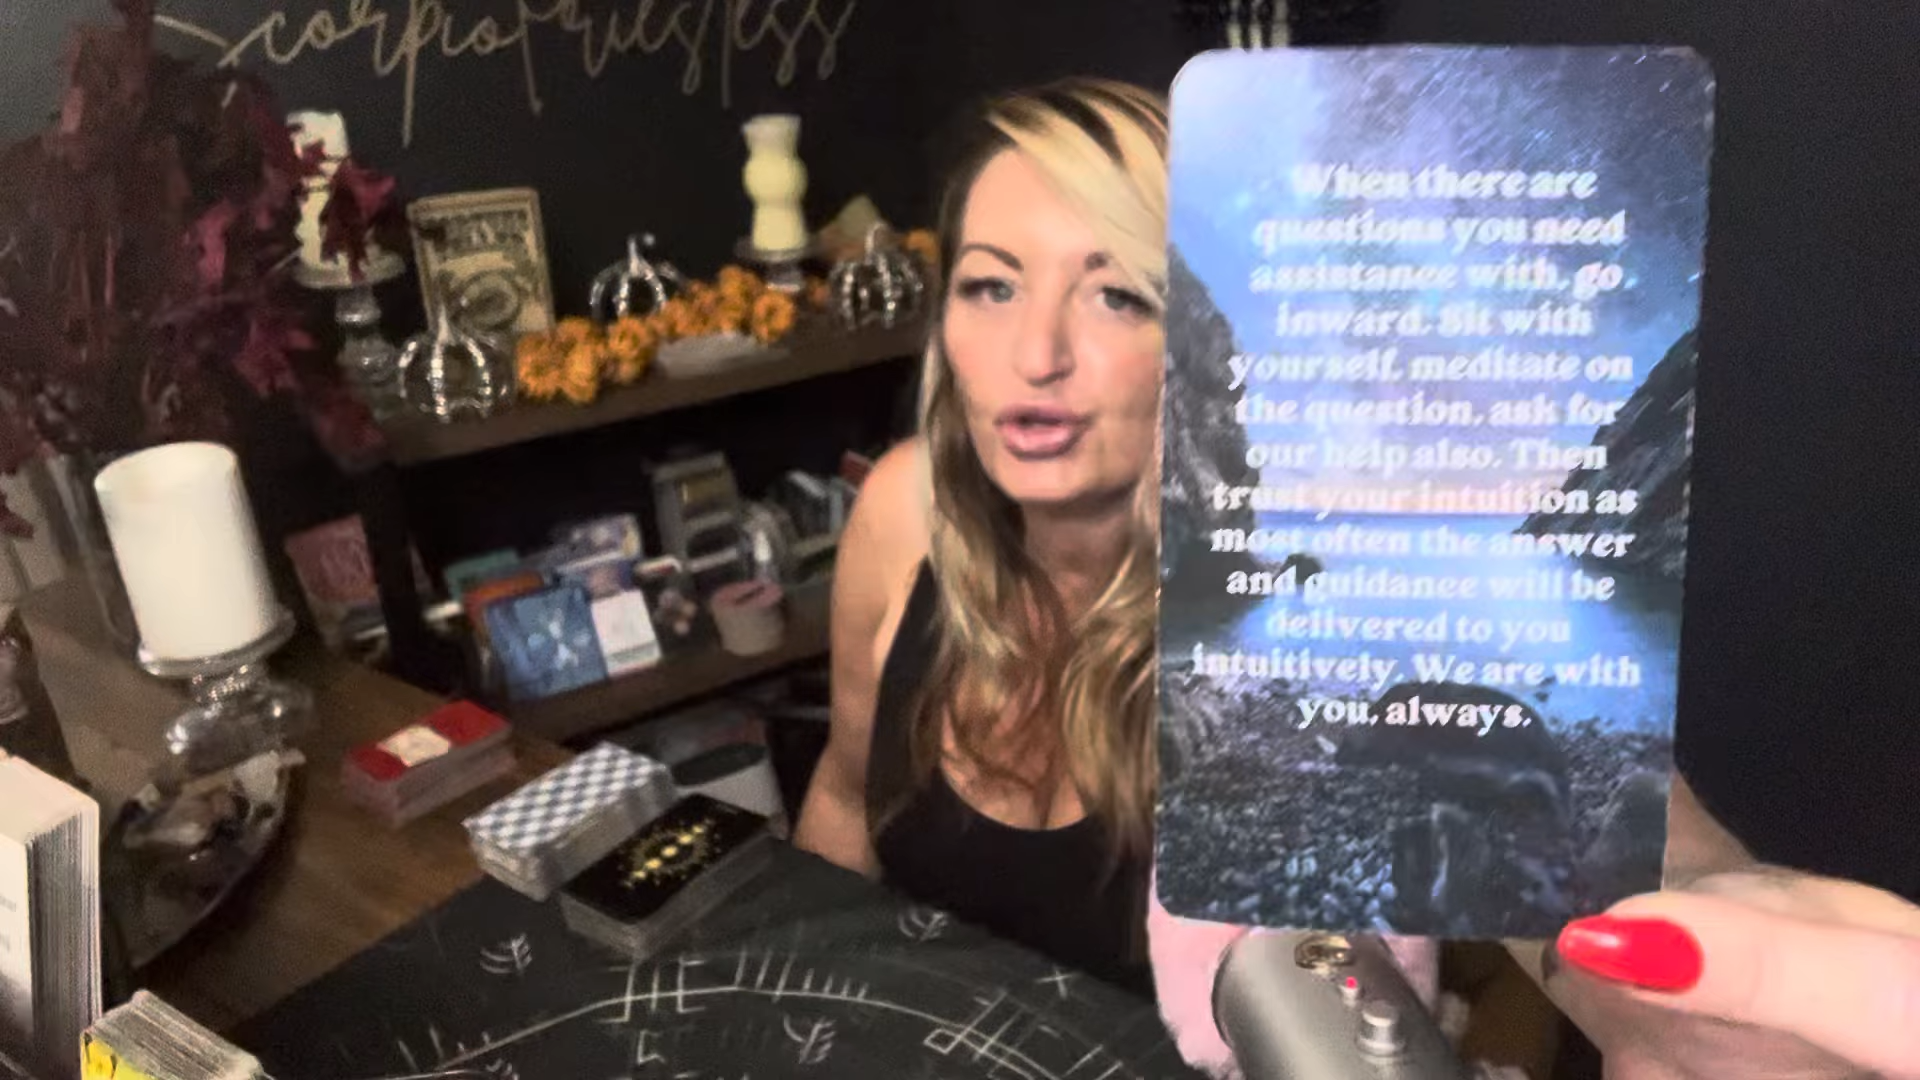 When there are
questions you need
assistance with, go
inward. Sit with
yourself, meditate on
the question, ask for
our help also. Then
trust your intuition as
most often the answer
and guidance will be
delivered to you
intuitively. We are with
you, always.